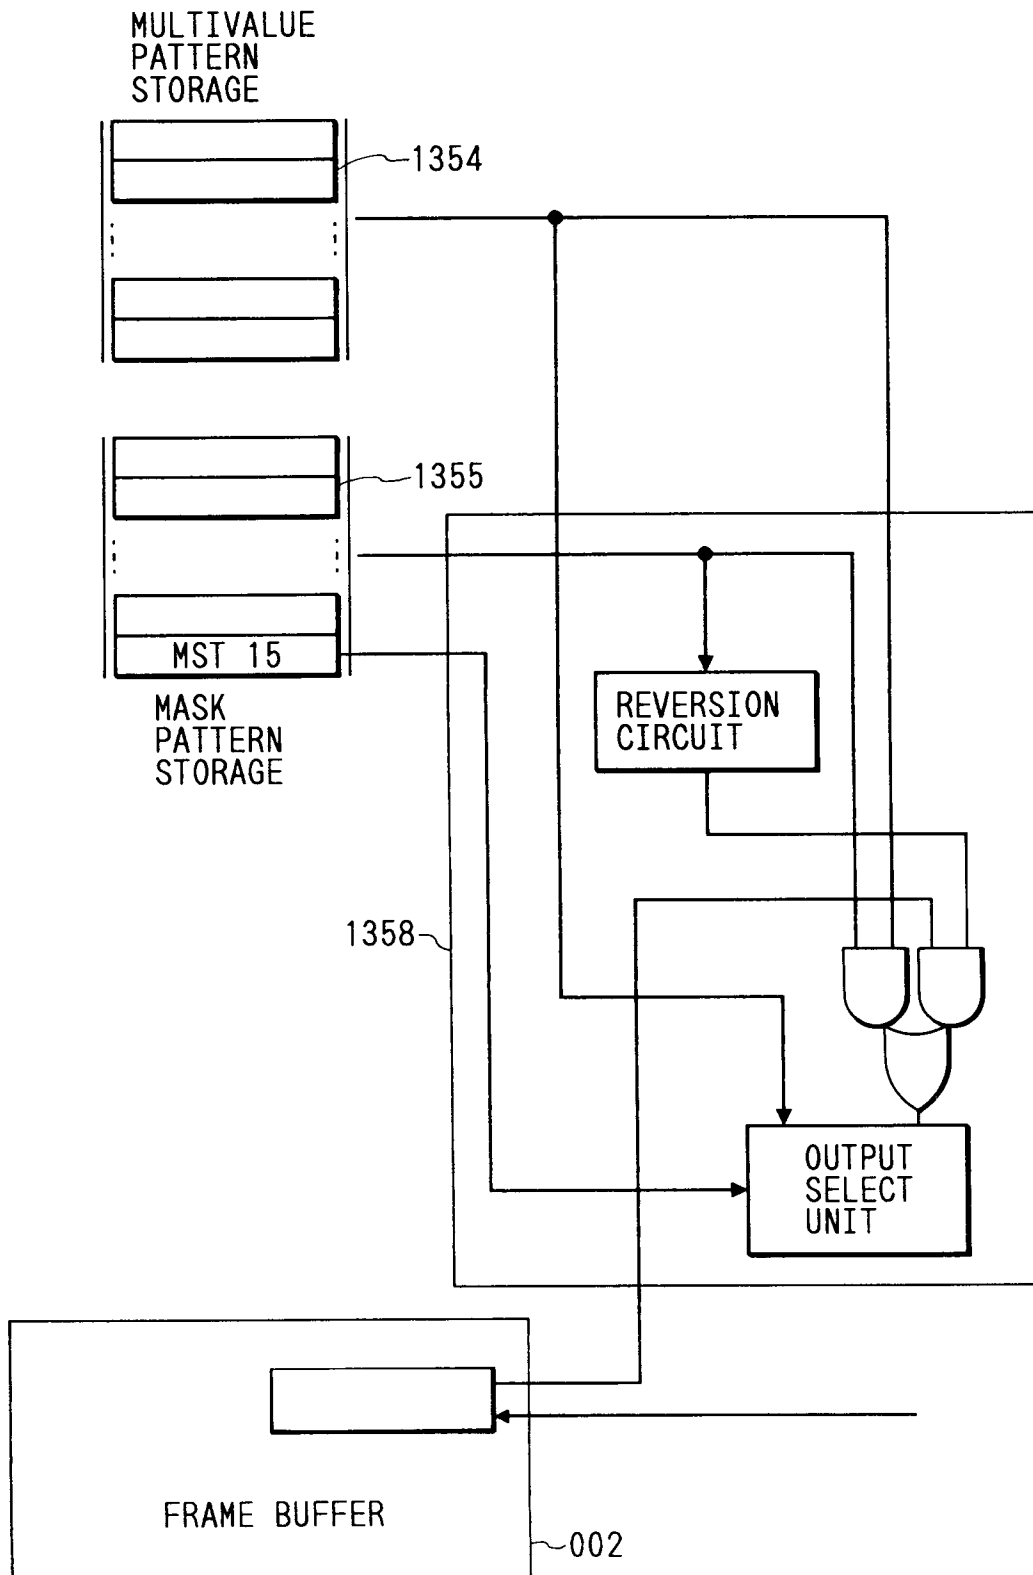 MULTIVALUE
PATTERN
STORAGE
1354
1355
MST 15
MASK
PATTERN
STORAGE
REVERSION
CIRCUIT
1358
OUTPUT
SELECT
UNIT
FRAME BUFFER
002